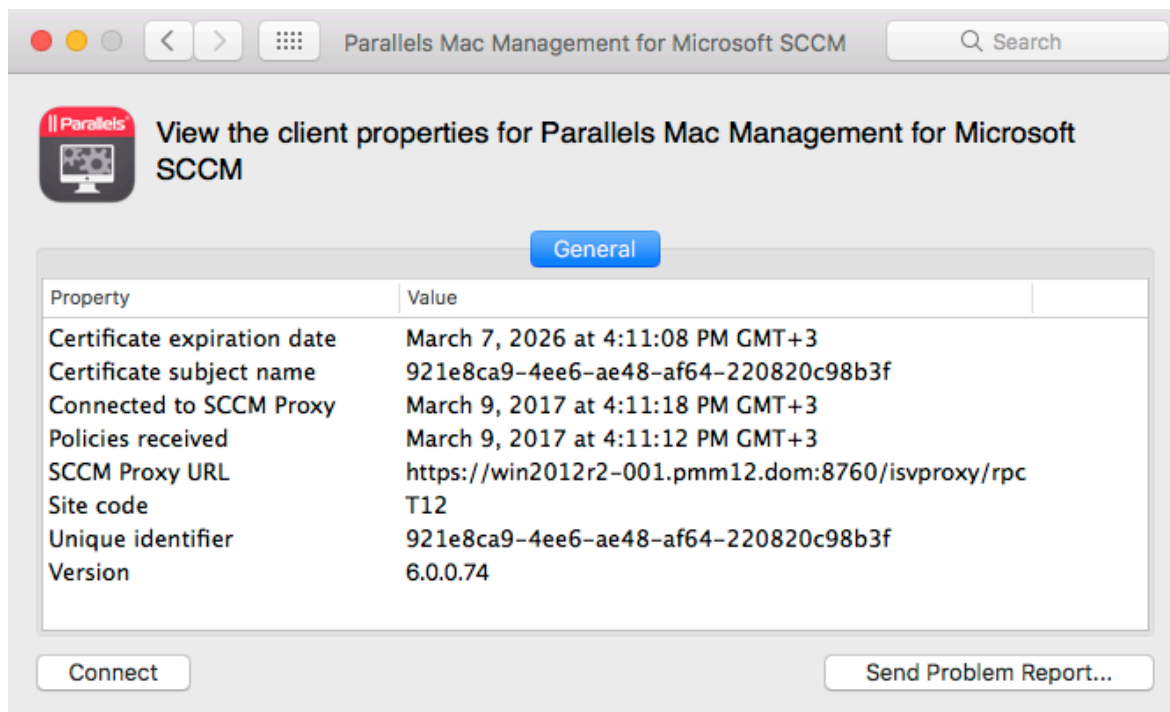 Parallels Mac Management for Microsoft SCCM
Search
|| Parallels®
View the client properties for Parallels Mac Management for Microsoft
SCCM
General
Property Value
Certificate expiration date March 7, 2026 at 4:11:08 PM GMT+3
Certificate subject name 921e8ca9-4ee6-ae48-af64-220820c98b3f
Connected to SCCM Proxy March 9, 2017 at 4:11:18 PM GMT+3
Policies received March 9, 2017 at 4:11:12 PM GMT+3
SCCM Proxy URL https://win2012r2-001.pmm12.dom:8760/isvproxy/rpc
Site code T12
Unique identifier 921e8ca9-4ee6-ae48-af64-220820c98b3f
Version 6.0.0.74
Connect Send Problem Report...